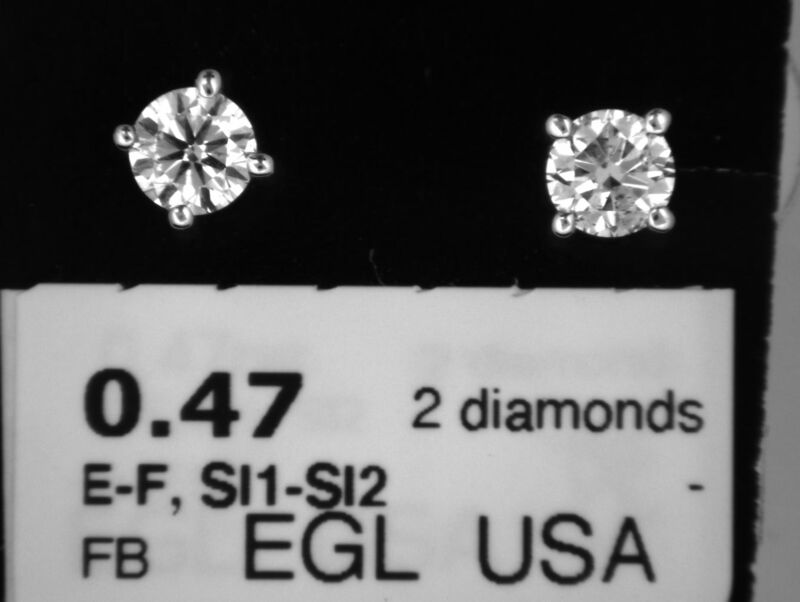 0.47 2 diamonds
E-F, SI1-SI2 -
FB EGL USA